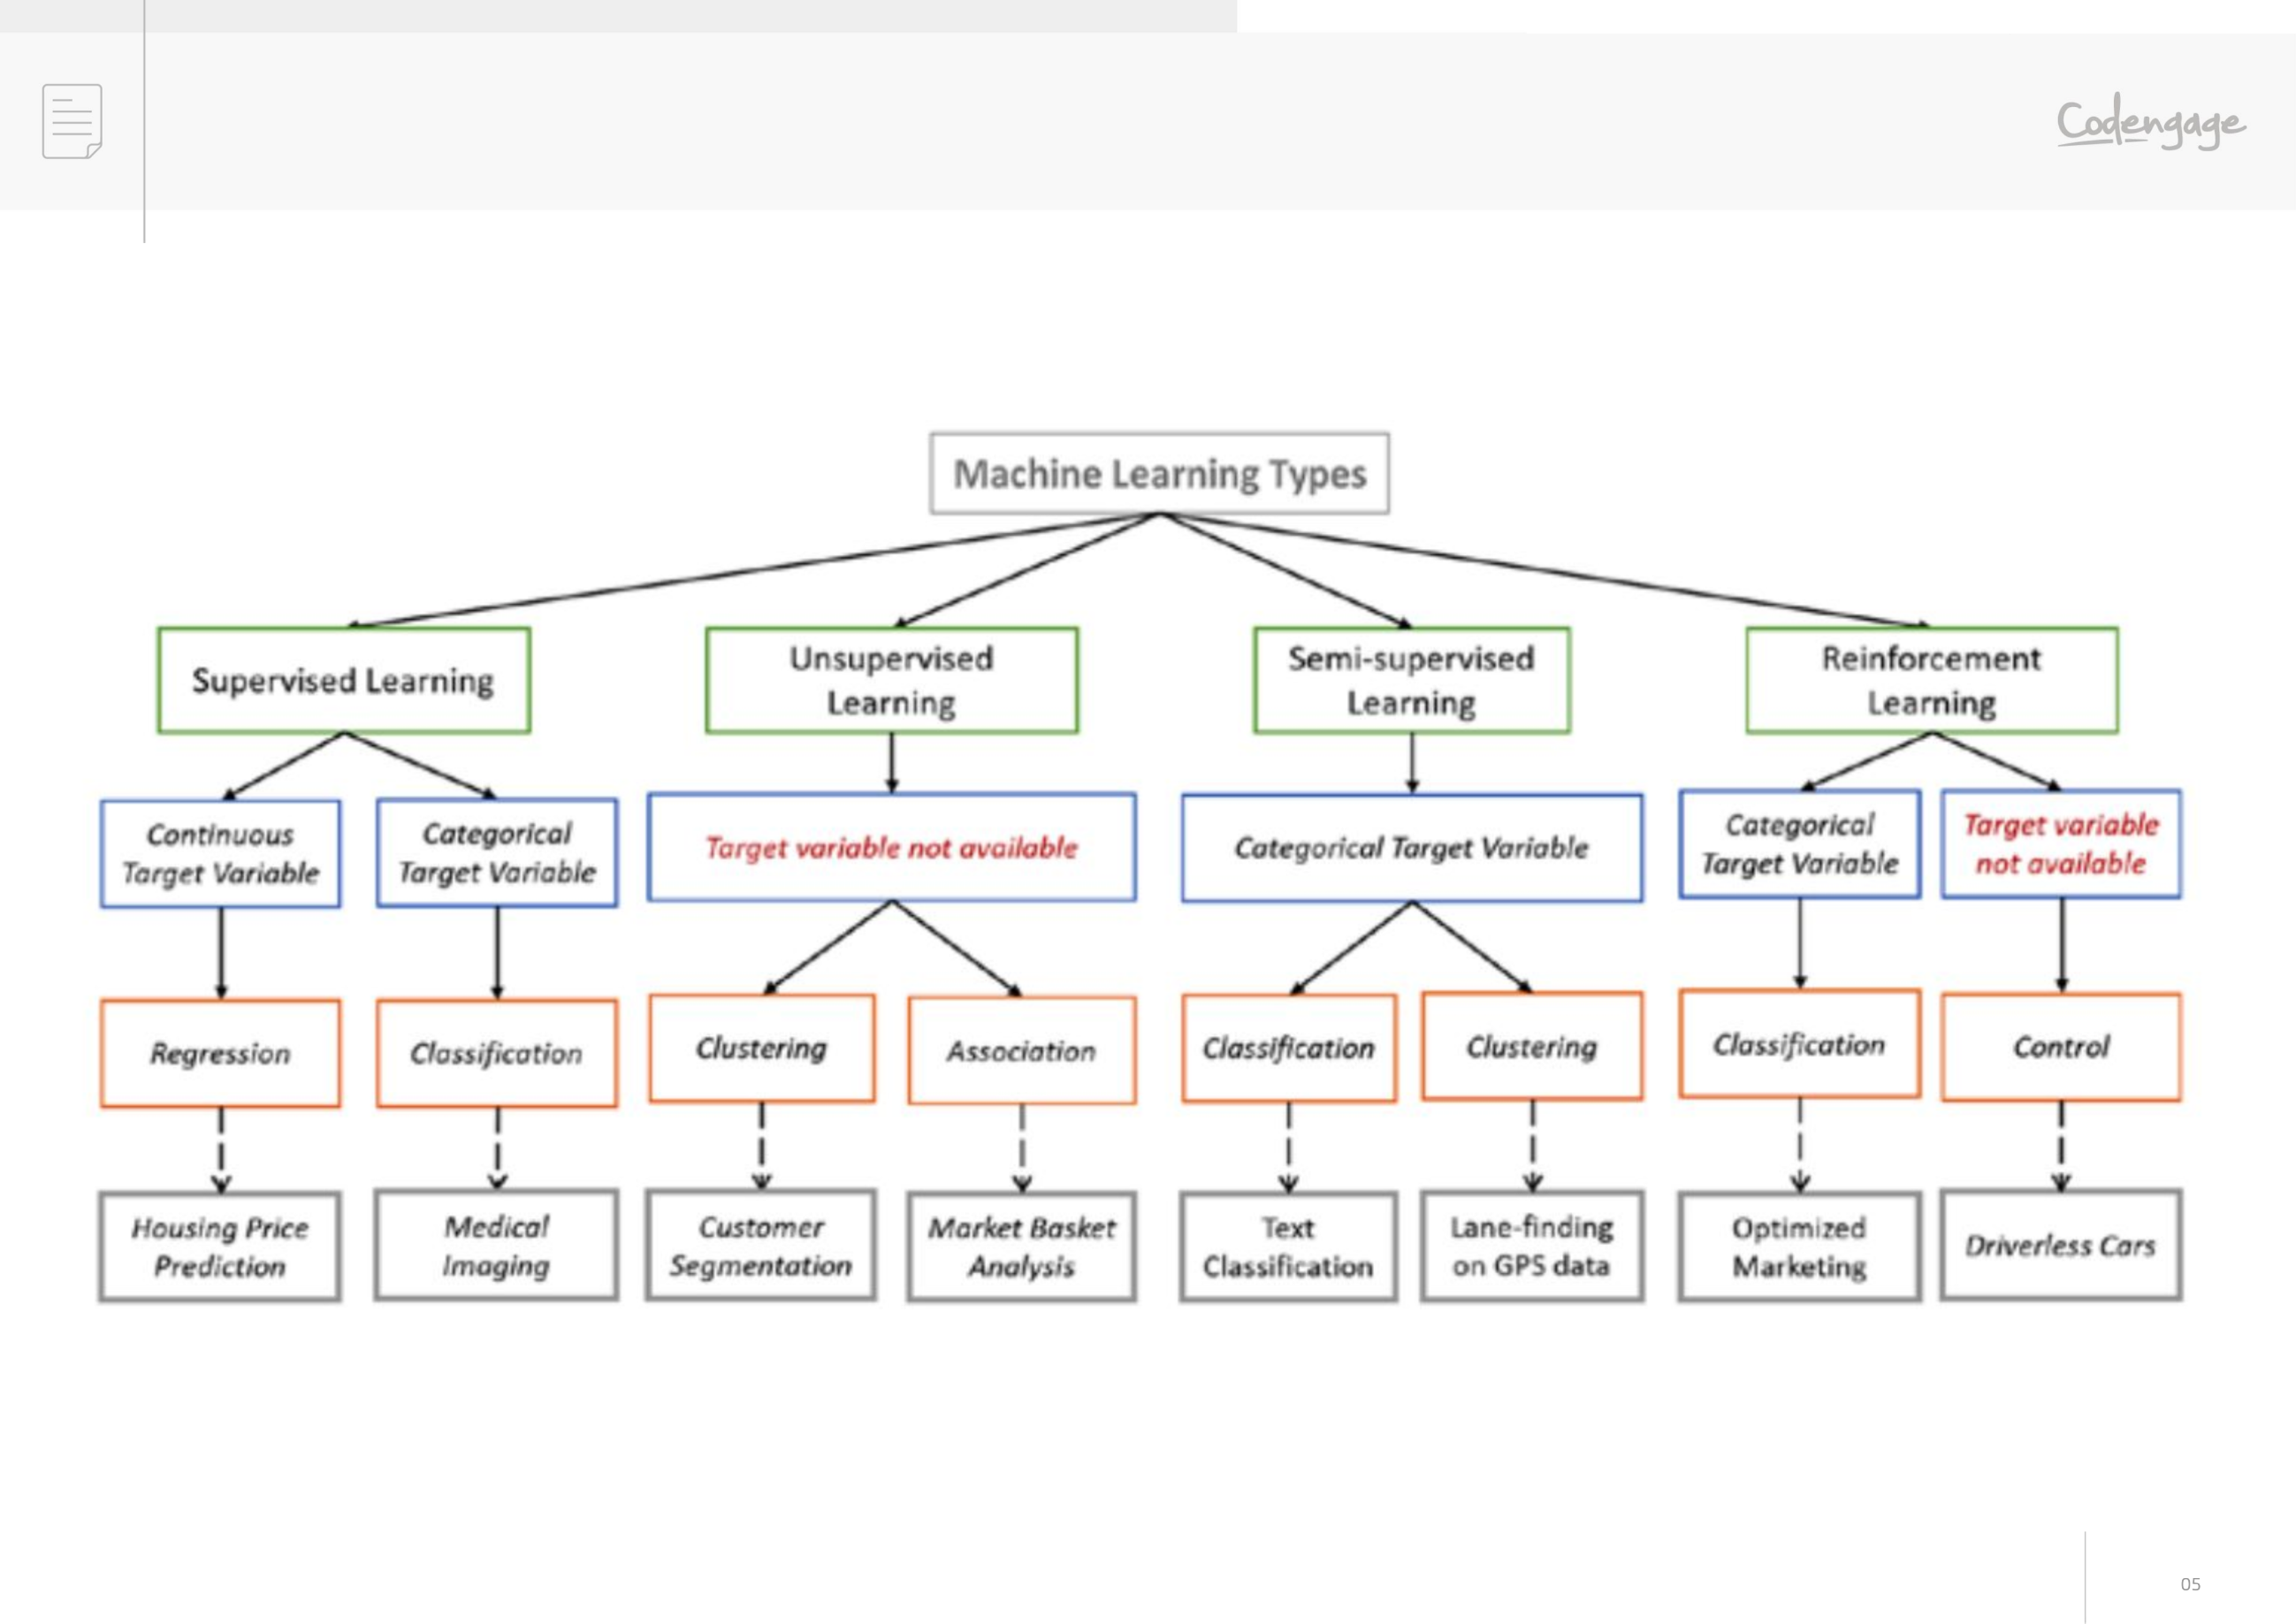 Codengage
Machine Learning Types
Supervised Learning
Unsupervised
Learning
Semi-supervised
Learning
Reinforcement
Learning
Continuous
Target Variable
Categorical
Target Variable
Target variable not available
Categorical Target Variable
Categorical
Target Variable
Target variable
not available
Regression
Classification
Clustering
Association
Classification
Clustering
Classification
Control
Housing Price
Prediction
Medical
Imaging
Customer
Segmentation
Market Basket
Analysis
Text
Classification
Lane-finding
on GPS data
Optimized
Marketing
Driverless Cars
05